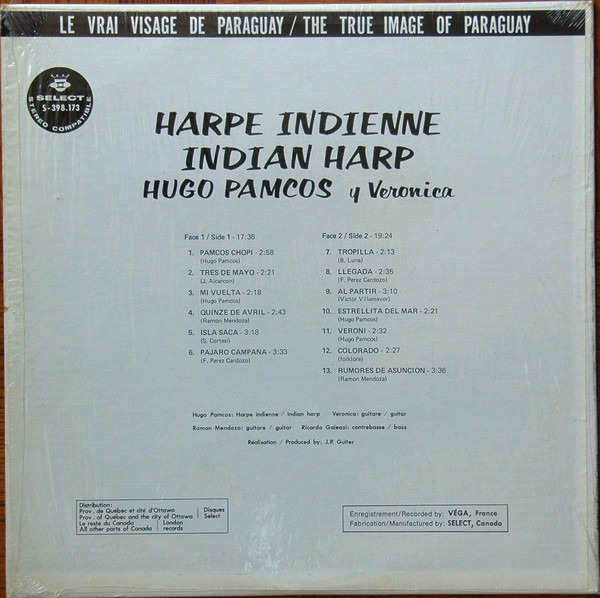 LE VRAI VISAGE DE PARAGUAY / THE TRUE IMAGE OF PARAGUAY
SELECT
S-398.173
STEREO COMPATIBLE
HARPE INDIENNE
INDIAN HARP
HUGO PAMCOS y Veronica
Face 1 / Side 1 - 17:36
1. PAMCOS CHOPI - 2:58
(Hugo Pamcos)
2. TRES DE MAYO - 2:21
(J. Alcarcon)
3. MI VUELTA - 2:18
(Hugo Pamcos)
4. QUINZE DE AVRIL - 2:43
(Ramon Mendoza)
5. ISLA SACA - 3:18
(S. Cortesi)
6. PAJARO CAMPANA - 3:33
(F. Perez Cardozo)
Face 2 / Side 2 - 19:24
7. TROPILLA - 2:13
(B. Luna)
8. LLEGADA - 2:35
(F. Perez Cardozo)
9. AL PARTIR - 3:10
(Victor Villamayor)
10. ESTRELLITA DEL MAR - 2:21
(Hugo Pamcos)
11. VERONI - 2:32
(Hugo Pamcos)
12. COLORADO - 2:27
(folklore)
13. RUMORES DE ASUNCION - 3:36
(Ramon Mendoza)
Hugo Pamcos: Harpe indienne / Indian harp Veronica: guitare / guitar
Ramon Mendoza: guitare / guitar Ricardo Galeazi: contrebasse / bass
Réalisation / Produced by: J.P. Guiter
Distribution:
Prov. de Québec et cité d'Ottawa
Prov. of Québec and the city of Ottawa
Disques
Select
Le reste du Canada
All other parts of Canada
London
records
Enregistrement/Recorded by: VÉGA, France
Fabrication/Manufactured by: SELECT, Canada